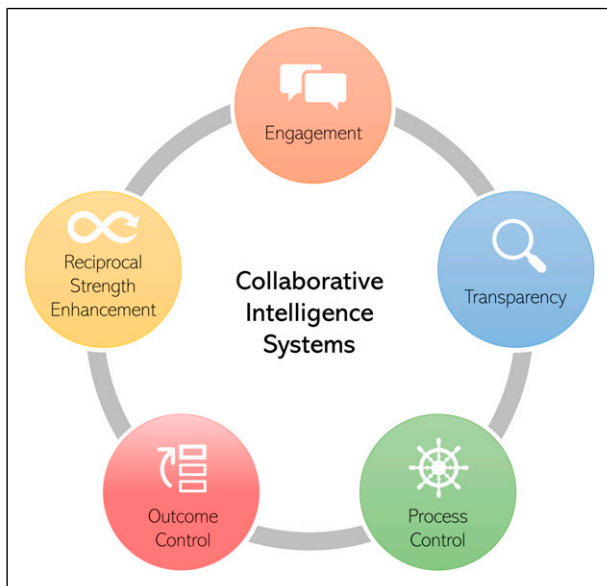 Engagement
Transparency
Process
Control
Outcome
Control
Reciprocal
Strength
Enhancement
Collaborative
Intelligence
Systems